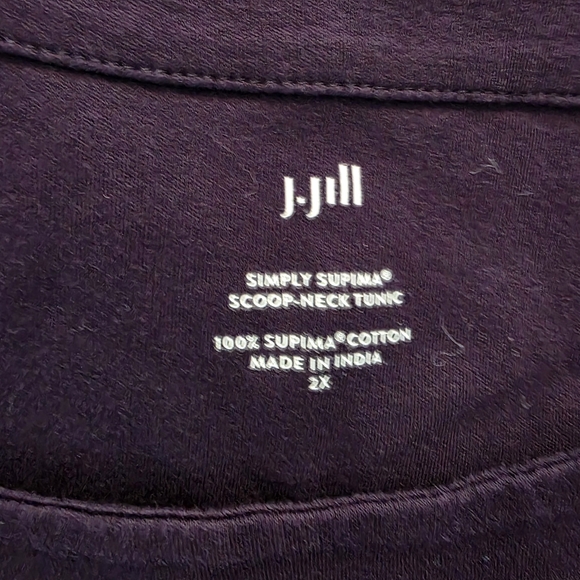 J.Jill
SIMPLY SUPIMA®
SCOOP-NECK TUNIC
100% SUPIMA® COTTON
MADE IN INDIA
2X